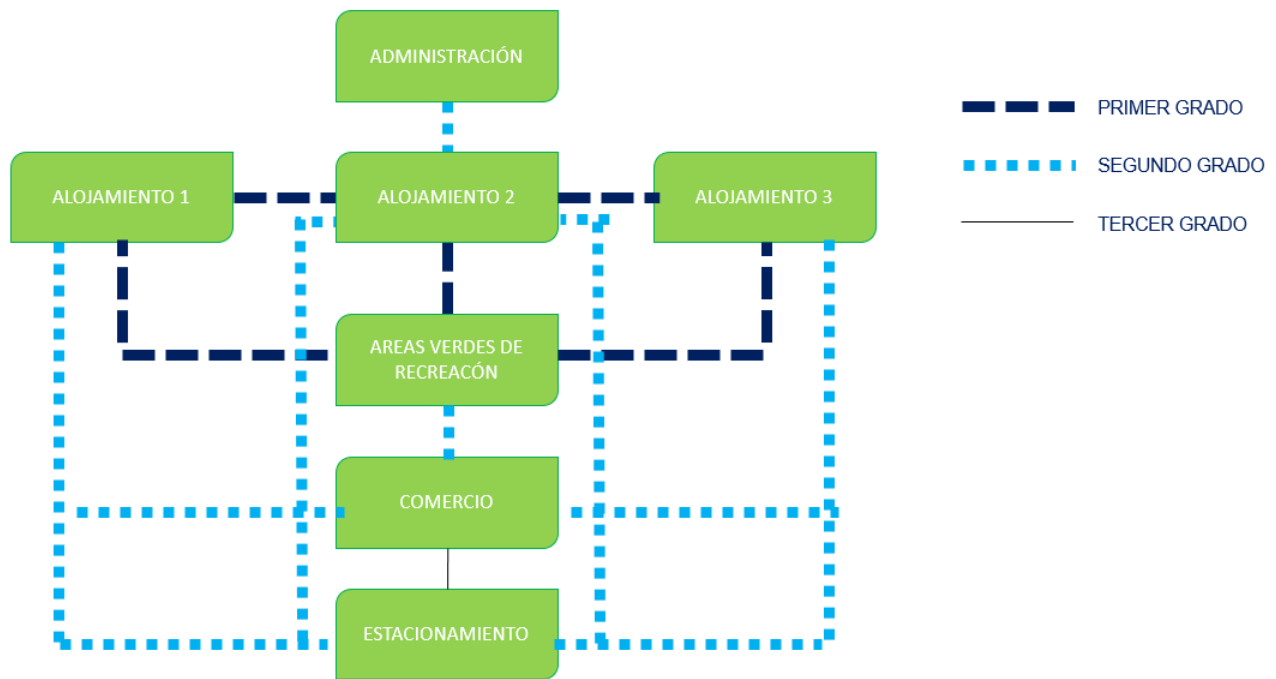 ADMINISTRACIÓN
PRIMER GRADO
SEGUNDO GRADO
TERCER GRADO
ALOJAMIENTO 1
ALOJAMIENTO 2
ALOJAMIENTO 3
AREAS VERDES DE
RECREACÓN
COMERCIO
ESTACIONAMIENTO